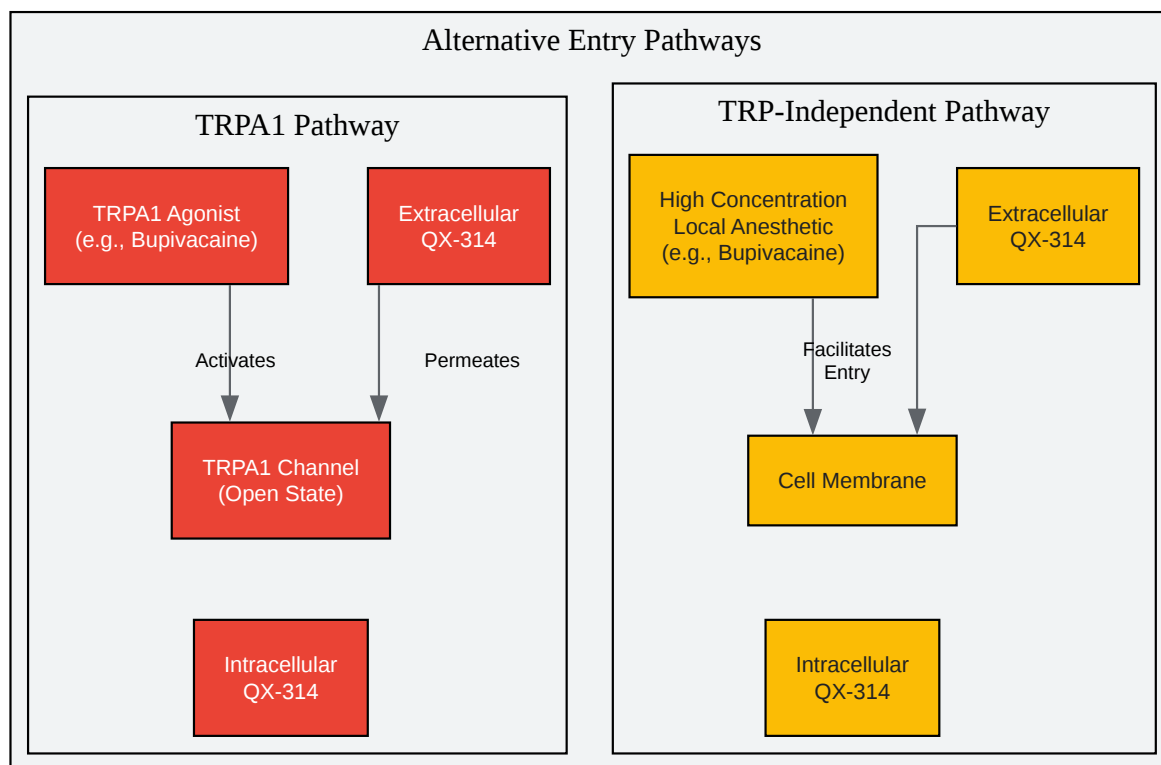 Alternative Entry Pathways
TRPA1 Pathway
TRPA1 Agonist
(e.g., Bupivacaine)
Extracellular
QX-314
Activates
Permeates
TRPA1 Channel
(Open State)
Intracellular
QX-314
TRP-Independent Pathway
High Concentration
Local Anesthetic
(e.g., Bupivacaine)
Extracellular
QX-314
Facilitates
Entry
Cell Membrane
Intracellular
QX-314